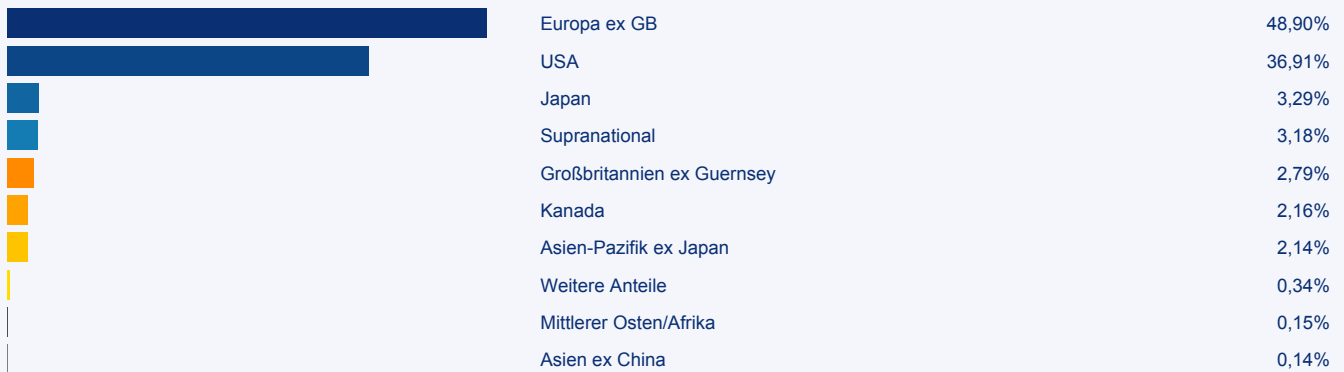 Europa ex GB 48,90%
USA 36,91%
Japan 3,29%
Supranational 3,18%
Großbritannien ex Guernsey 2,79%
Kanada 2,16%
Asien-Pazifik ex Japan 2,14%
Weitere Anteile 0,34%
Mittlerer Osten/Afrika 0,15%
Asien ex China 0,14%